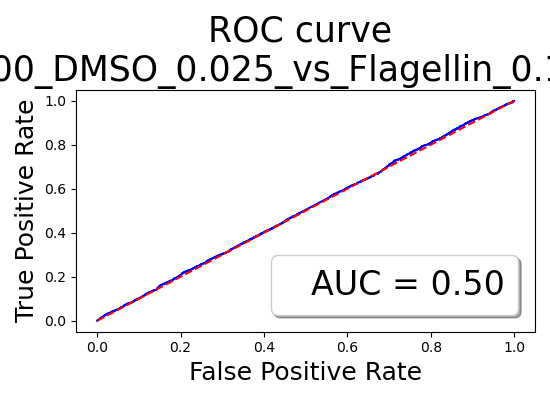 ROC curve
00_DMSO_0.025_vs_Flagellin_0.1
True Positive Rate
1.0
0.8
0.6
0.4
0.2
0.0
AUC = 0.50
0.0 0.2 0.4 0.6 0.8 1.0
False Positive Rate